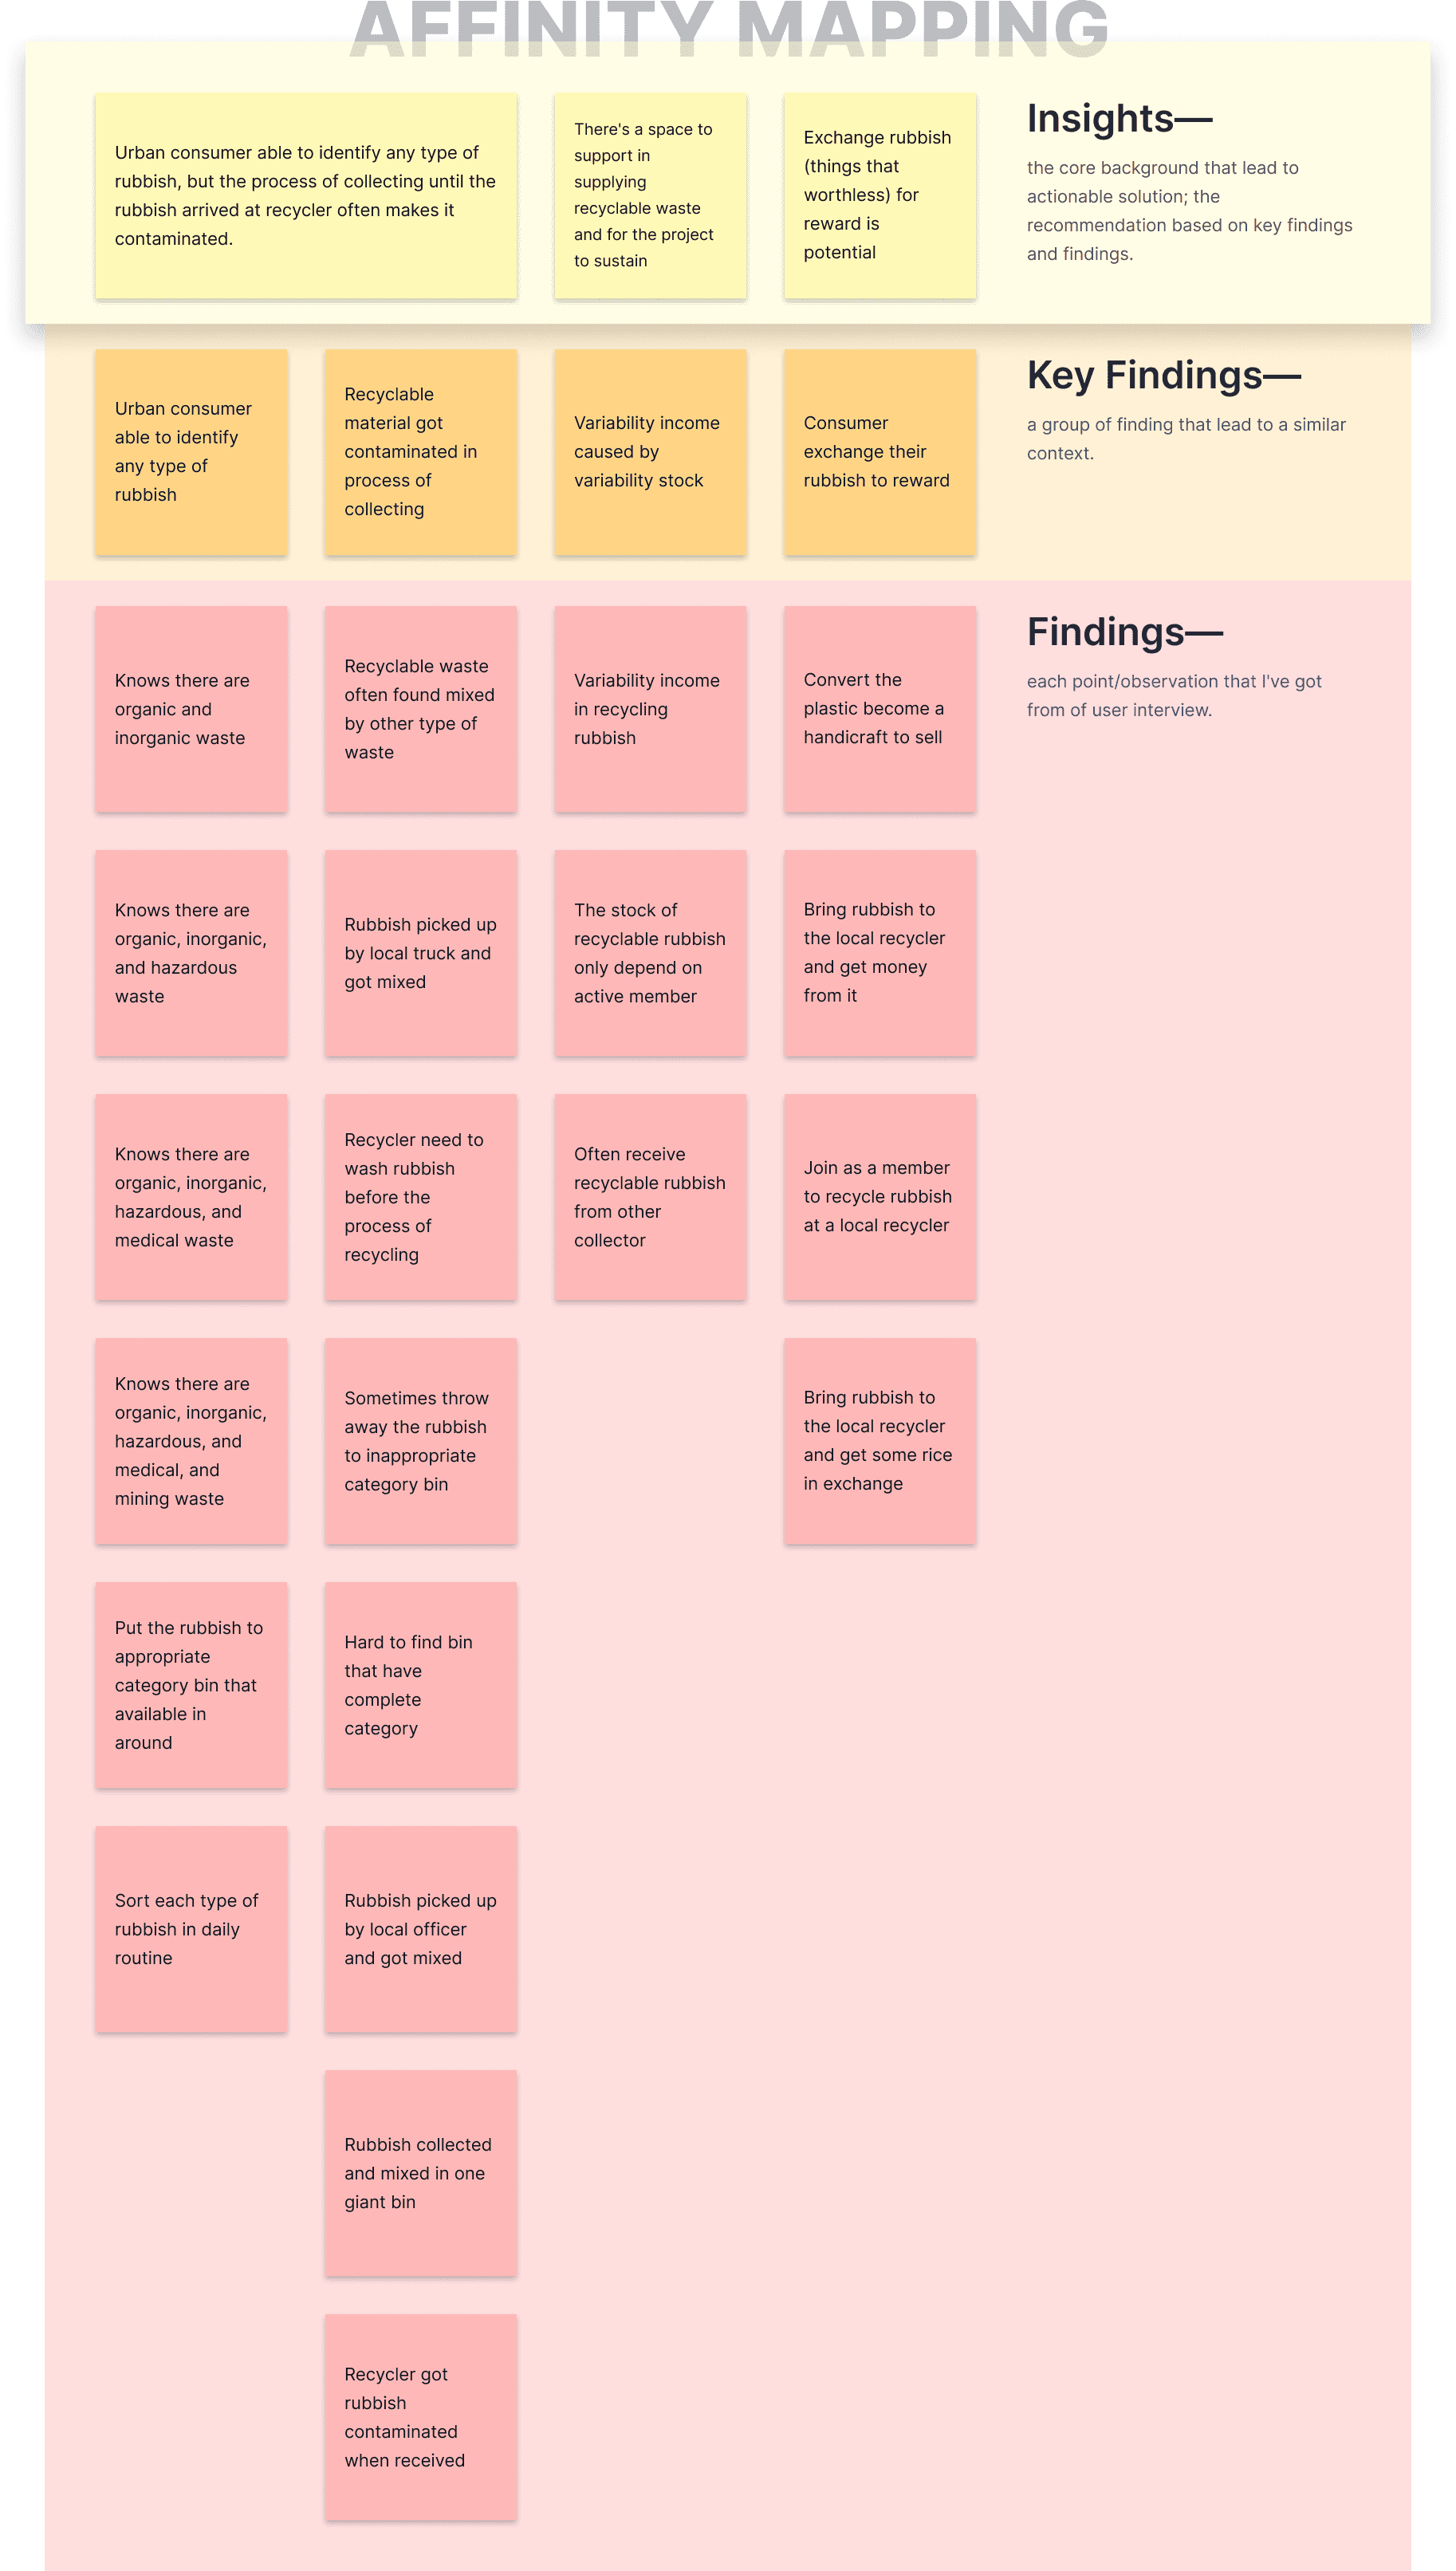 AFFINITY MAPPING
Urban consumer able to identify any type of
rubbish, but the process of collecting until the
rubbish arrived at recycler often makes it
contaminated.
There's a space to
support in
supplying
recyclable waste
and for the project
to sustain
Exchange rubbish
(things that
worthless) for
reward is
potential
Insights—
the core background that lead to
actionable solution; the
recommendation based on key findings
and findings.
Urban consumer
able to identify
any type of
rubbish
Recyclable
material got
contaminated in
process of
collecting
Variability income
caused by
variability stock
Consumer
exchange their
rubbish to reward
Key Findings—
a group of finding that lead to a similar
context.
Knows there are
organic and
inorganic waste
Recyclable waste
often found mixed
by other type of
waste
Variability income
in recycling
rubbish
Convert the
plastic become a
handicraft to sell
Findings—
each point/observation that I've got
from of user interview.
Knows there are
organic, inorganic,
and hazardous
waste
Rubbish picked up
by local truck and
got mixed
The stock of
recyclable rubbish
only depend on
active member
Bring rubbish to
the local recycler
and get money
from it
Knows there are
organic, inorganic,
hazardous, and
medical waste
Recycler need to
wash rubbish
before the
process of
recycling
Often receive
recyclable rubbish
from other
collector
Join as a member
to recycle rubbish
at a local recycler
Knows there are
organic, inorganic,
hazardous, and
medical, and
mining waste
Sometimes throw
away the rubbish
to inappropriate
category bin
Bring rubbish to
the local recycler
and get some rice
in exchange
Put the rubbish to
appropriate
category bin that
available in
around
Hard to find bin
that have
complete
category
Sort each type of
rubbish in daily
routine
Rubbish picked up
by local officer
and got mixed
Rubbish collected
and mixed in one
giant bin
Recycler got
rubbish
contaminated
when received